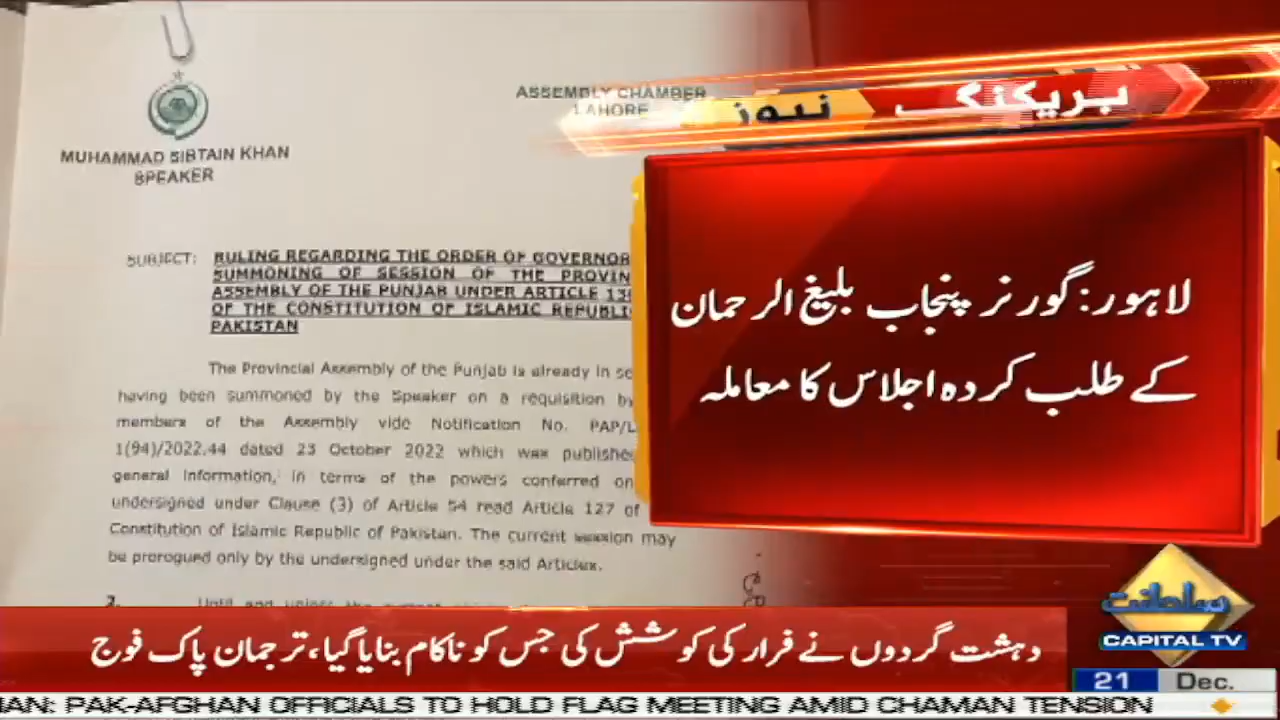 MUHAMMAD SIBTAIN KHAN
SPEAKER
ASSEMBLY CHAMBER
LAHORE
SUBJECT: RULING REGARDING THE ORDER OF GOVERNOR
SUMMONING OF SESSION OF THE PROVIN
ASSEMBLY OF THE PUNJAB UNDER ARTICLE 13
OF THE CONSTITUTION OF ISLAMIC REPUBLI
PAKISTAN
The Provincial Assembly of the Punjab is already in se
having been summoned by the Speaker on a requisition by
members of the Assembly vide Notification No. PAP/L
1(94)/2022.44 dated 23 October 2022 which was publishe
general information, in terms of the powers conferred on
undersigned under Clause (3) of Article 54 read Article 127 of
Constitution of Islamic Republic of Pakistan. The current session may
be prorogued only by the undersigned under the said Articles.
2. Until and unless the current
بریکنگ نیوز
لاہور: گورنر پنجاب بلیغ الرحمان
کے طلب کردہ اجلاس کا معاملہ
دہشت گردوں نے فرار کی کوشش کی جس کو ناکام بنایا گیا، ترجمان پاک فوج
CAPITAL TV
21 Dec.
IAN: PAK-AFGHAN OFFICIALS TO HOLD FLAG MEETING AMID CHAMAN TENSION